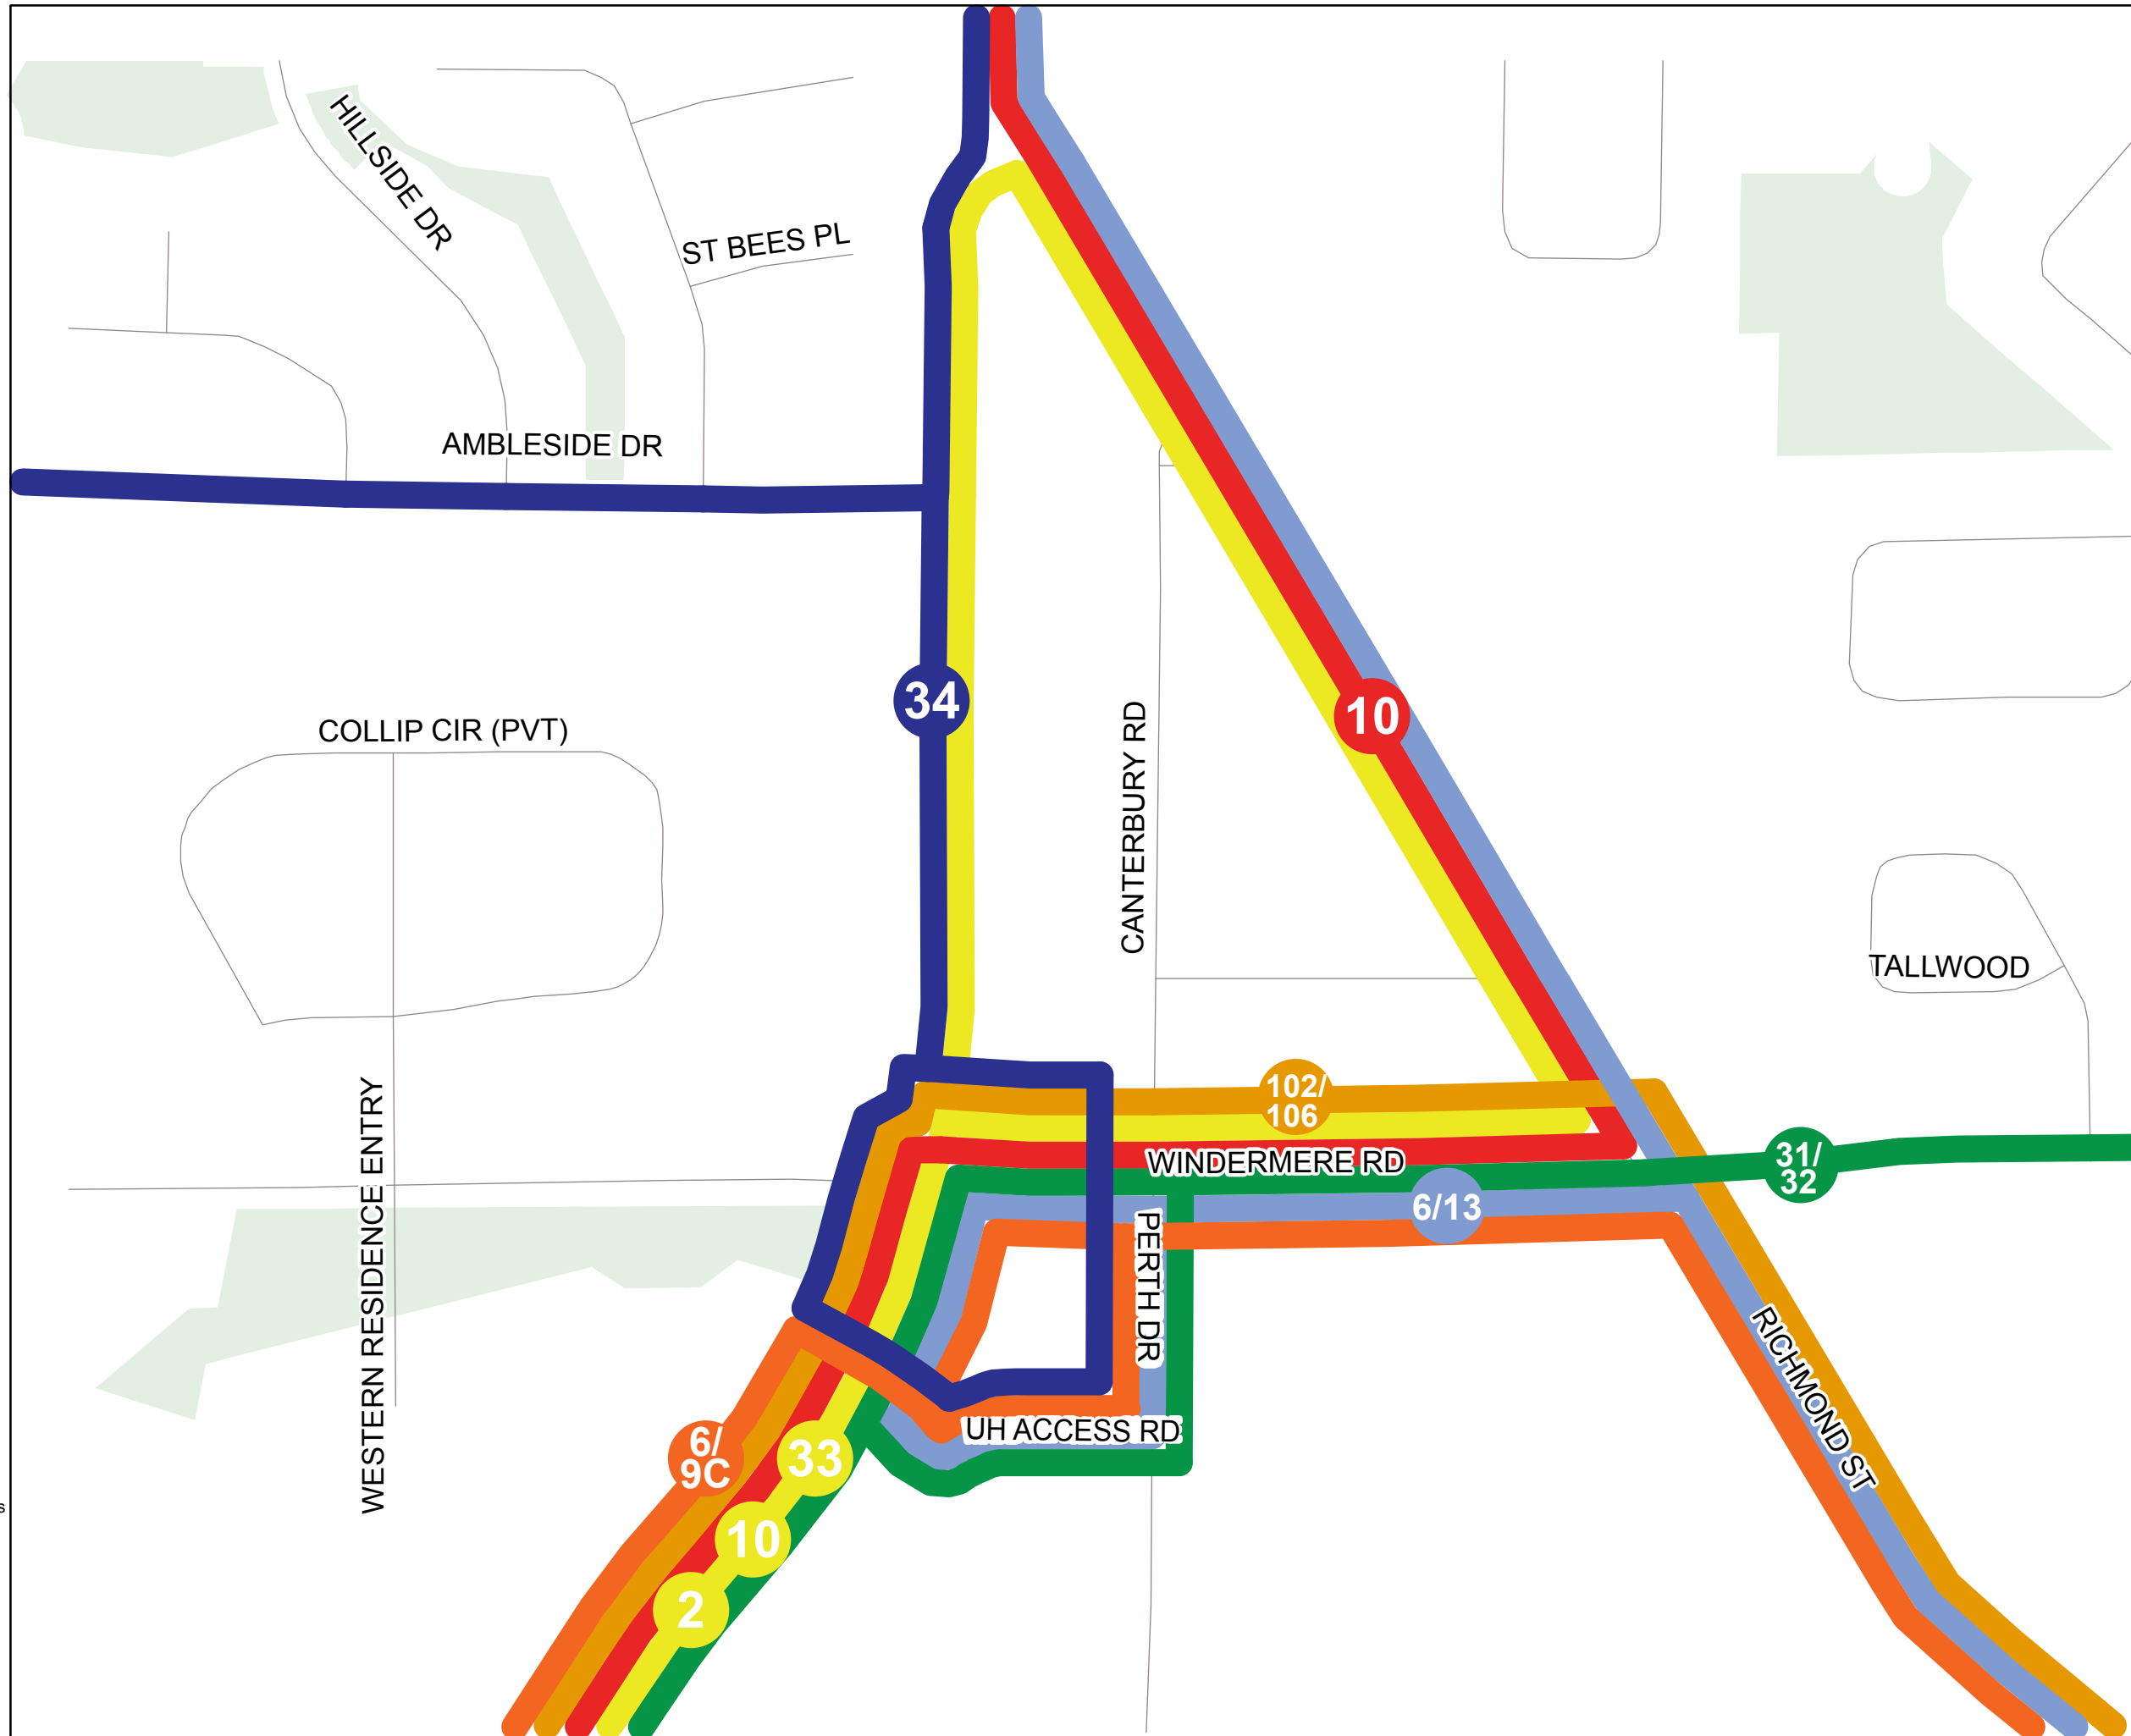 HILLSIDE DR
ST BEES PL
AMBLESIDE DR
34
10
COLLIP CIR (PVT)
CANTERBURY RD
TALLWOOD
102/
106
WINDERMERE RD
31/
32
6/13
WESTERN RESIDENCE ENTRY
PERTH DR
RICHMOND ST
UH ACCESS RD
6/
9C
33
10
2
s